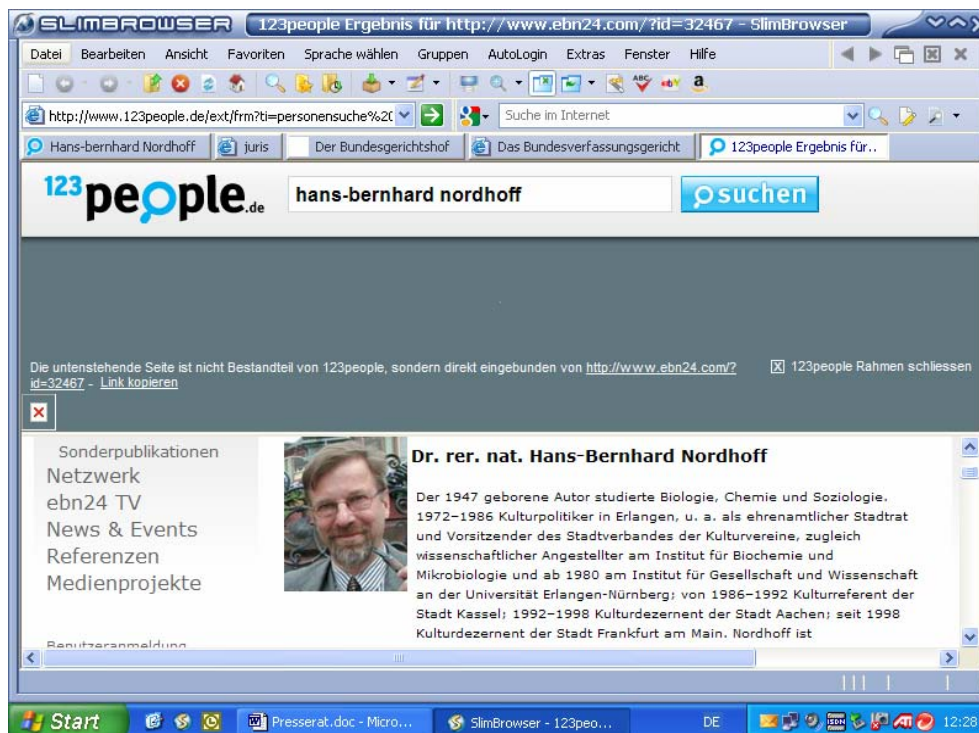 SLIMBROWSER 123people Ergebnis für http://www.ebn24.com/?id=32467 - SlimBrowser
Datei Bearbeiten Ansicht Favoriten Sprache wählen Gruppen AutoLogin Extras Fenster Hilfe
ABC
a
http://www.123people.de/ext/frm?ti=personensuche%2 Suche im Internet
Hans-bernhard Nordhoff juris Der Bundesgerichtshof Das Bundesverfassungsgericht 123people Ergebnis für..
123people.de hans-bernhard nordhoff suchen
Die untenstehende Seite ist nicht Bestandteil von 123people, sondern direkt eingebunden von http://www.ebn24.com/?
id=32467 - Link kopieren
X 123people Rahmen schliessen
Sonderpublikationen
Netzwerk
ebn24 TV
News & Events
Referenzen
Medienprojekte
Benutzeranmeldung
Dr. rer. nat. Hans-Bernhard Nordhoff
Der 1947 geborene Autor studierte Biologie, Chemie und Soziologie.
1972–1986 Kulturpolitiker in Erlangen, u. a. als ehrenamtlicher Stadtrat
und Vorsitzender des Stadtverbandes der Kulturvereine, zugleich
wissenschaftlicher Angestellter am Institut für Biochemie und
Mikrobiologie und ab 1980 am Institut für Gesellschaft und Wissenschaft
an der Universität Erlangen-Nürnberg; von 1986–1992 Kulturreferent der
Stadt Kassel; 1992–1998 Kulturdezernent der Stadt Aachen; seit 1998
Kulturdezernent der Stadt Frankfurt am Main. Nordhoff ist
Start Presserat.doc - Micro... SlimBrowser - 123peo... DE ISDN ATI 12:28